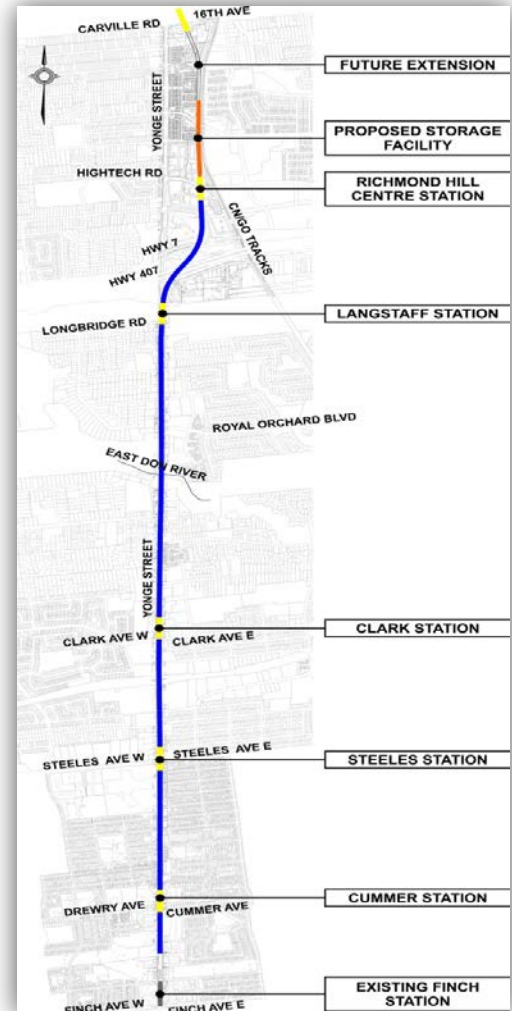 16TH AVE
CARVILLE RD
FUTURE EXTENSION
YONGE STREET
PROPOSED STORAGE
FACILITY
HIGHTECH RD
RICHMOND HILL
CENTRE STATION
CN/GO TRACKS
HWY 7
HWY 407
LANGSTAFF STATION
LONGBRIDGE RD
ROYAL ORCHARD BLVD
EAST DON RIVER
YONGE STREET
CLARK STATION
CLARK AVE W
CLARK AVE E
STEELES AVE W
STEELES AVE E
STEELES STATION
CUMMER STATION
DREWRY AVE
CUMMER AVE
EXISTING FINCH
STATION
FINCH AVE W
FINCH AVE E